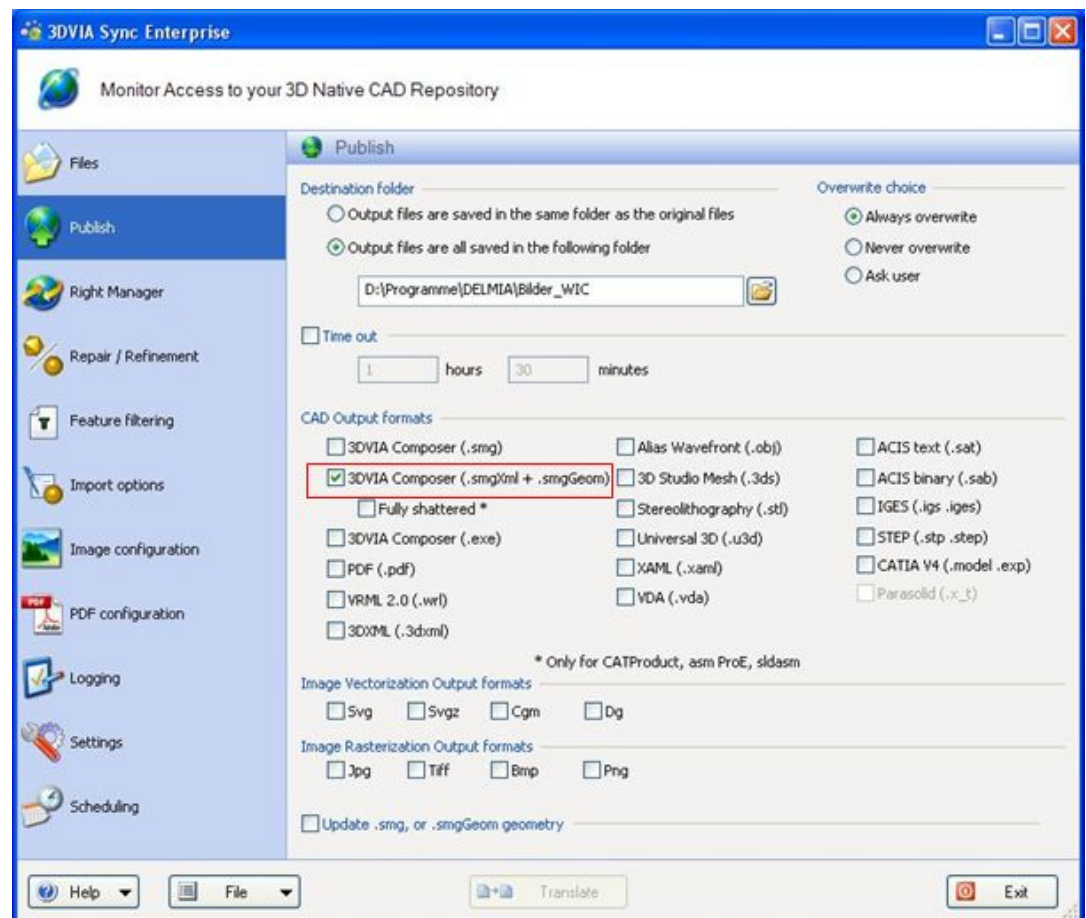 3DVIA Sync Enterprise
Monitor Access to your 3D Native CAD Repository
Files
Publish
Right Manager
Repair / Refinement
Feature filtering
Import options
Image configuration
PDF configuration
Logging
Settings
Scheduling
Publish
Destination folder
Output files are saved in the same folder as the original files
Output files are all saved in the following folder
D:\Programme\DELMIA\Bilder_WIC
Overwrite choice
Always overwrite
Never overwrite
Ask user
Time out
1 hours 30 minutes
CAD Output formats
3DVIA Composer (.smg)
3DVIA Composer (.smgXml + .smgGeom)
Fully shattered *
3DVIA Composer (.exe)
PDF (.pdf)
VRML 2.0 (.wrl)
3DXML (.3dxml)
Alias Wavefront (.obj)
3D Studio Mesh (.3ds)
Stereolithography (.stl)
Universal 3D (.u3d)
XAML (.xaml)
VDA (.vda)
ACIS text (.sat)
ACIS binary (.sab)
IGES (.igs .iges)
STEP (.stp .step)
CATIA V4 (.model .exp)
Parasolid (.x_t)
* Only for CATProduct, asm ProE, sldasm
Image Vectorization Output formats
Svg Svgz Cgm Dg
Image Rasterization Output formats
Jpg Tiff Bmp Png
Update .smg, or .smgGeom geometry
Help File Translate Exit